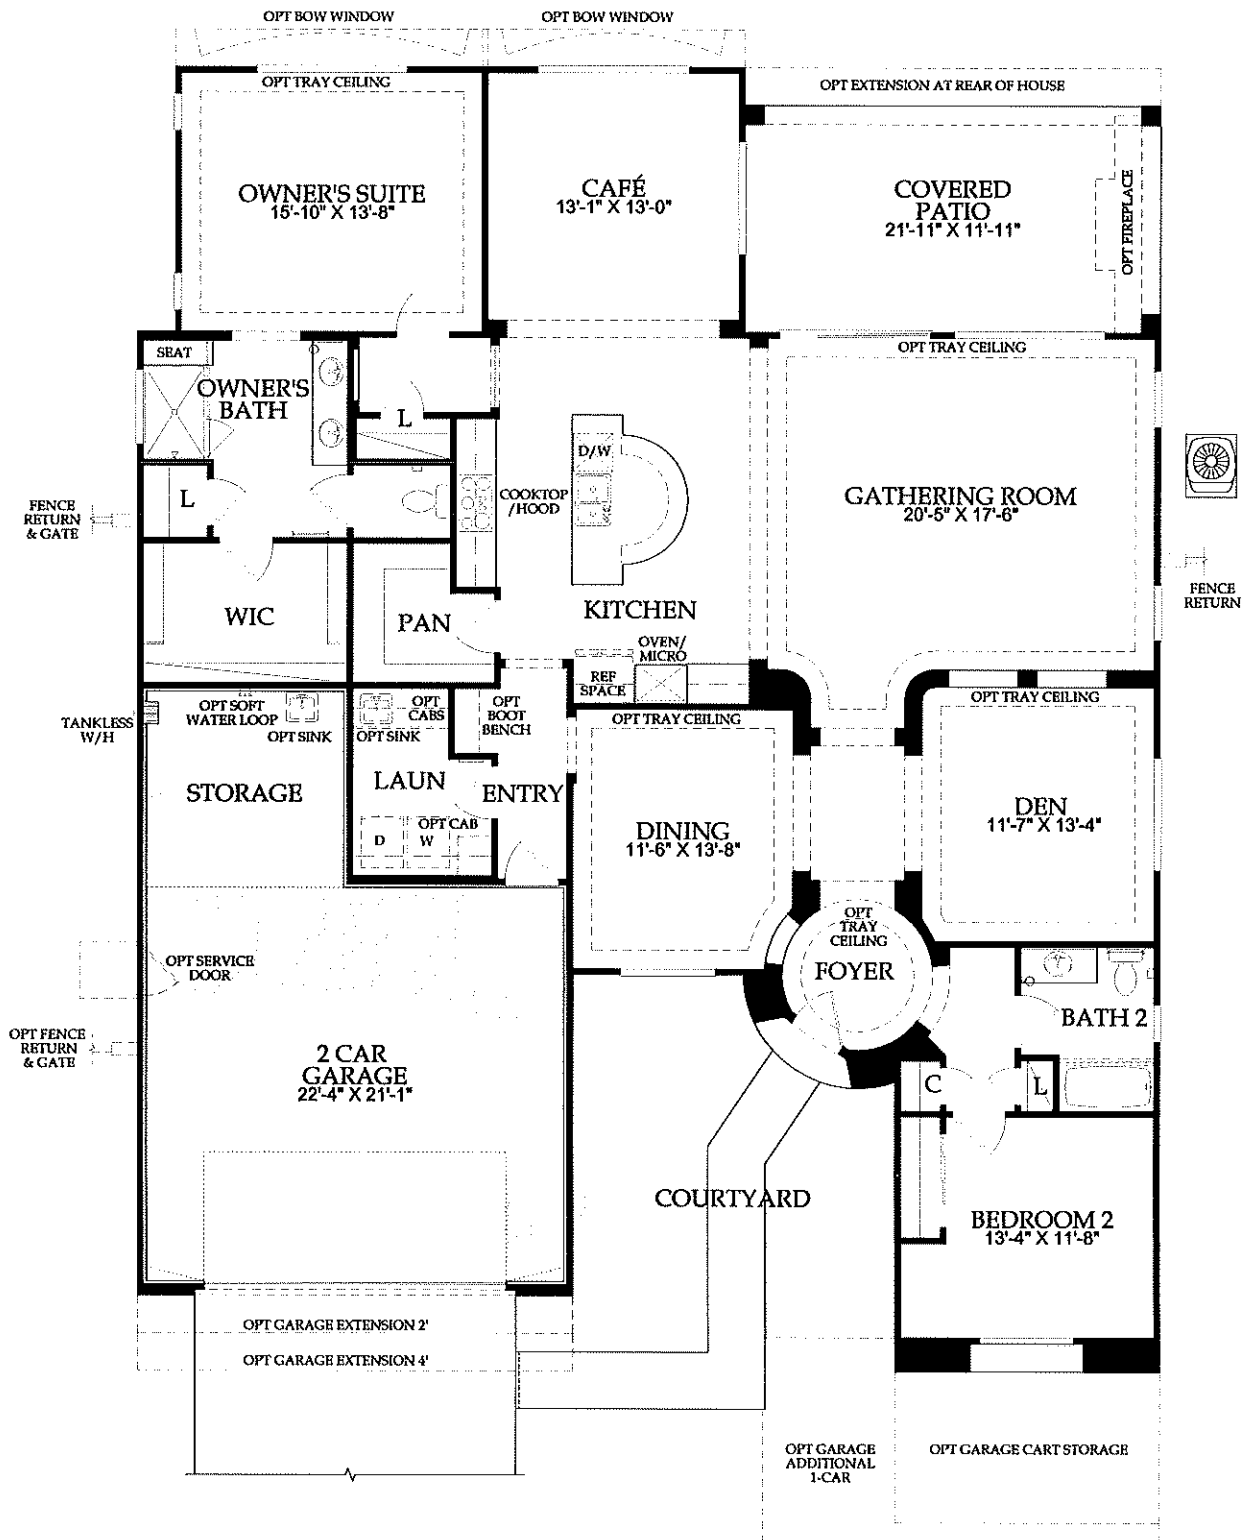 OPT BOW WINDOW
OPT BOW WINDOW
OPT TRAY CEILING
OPT EXTENSION AT REAR OF HOUSE
OWNER'S SUITE
15'-10" X 13'-8"
CAFÉ
13'-1" X 13'-0"
COVERED
PATIO
21'-11" X 11'-11"
OPT FIREPLACE
SEAT
OWNER'S
BATH
L
OPT TRAY CEILING
D/W
COOKTOP
/HOOD
GATHERING ROOM
20'-5" X 17'-6"
L
FENCE
RETURN
& GATE
FENCE
RETURN
WIC
PAN
KITCHEN
OVEN/
MICRO
REF
SPACE
TANKLESS
W/H
OPT SOFT
WATER LOOP
OPT SINK
OPT
CABS
OPT SINK
OPT
BOOT
BENCH
OPT TRAY CEILING
OPT TRAY CEILING
STORAGE
LAUN
ENTRY
OPT CAB
D
W
DINING
11'-6" X 13'-8"
DEN
11'-7" X 13'-4"
OPT
TRAY
CEILING
FOYER
OPT SERVICE
DOOR
BATH 2
OPT FENCE
RETURN
& GATE
2 CAR
GARAGE
22'-4" X 21'-1"
C
L
COURTYARD
BEDROOM 2
13'-4" X 11'-8"
OPT GARAGE EXTENSION 2'
OPT GARAGE EXTENSION 4'
OPT GARAGE
ADDITIONAL
1-CAR
OPT GARAGE CART STORAGE